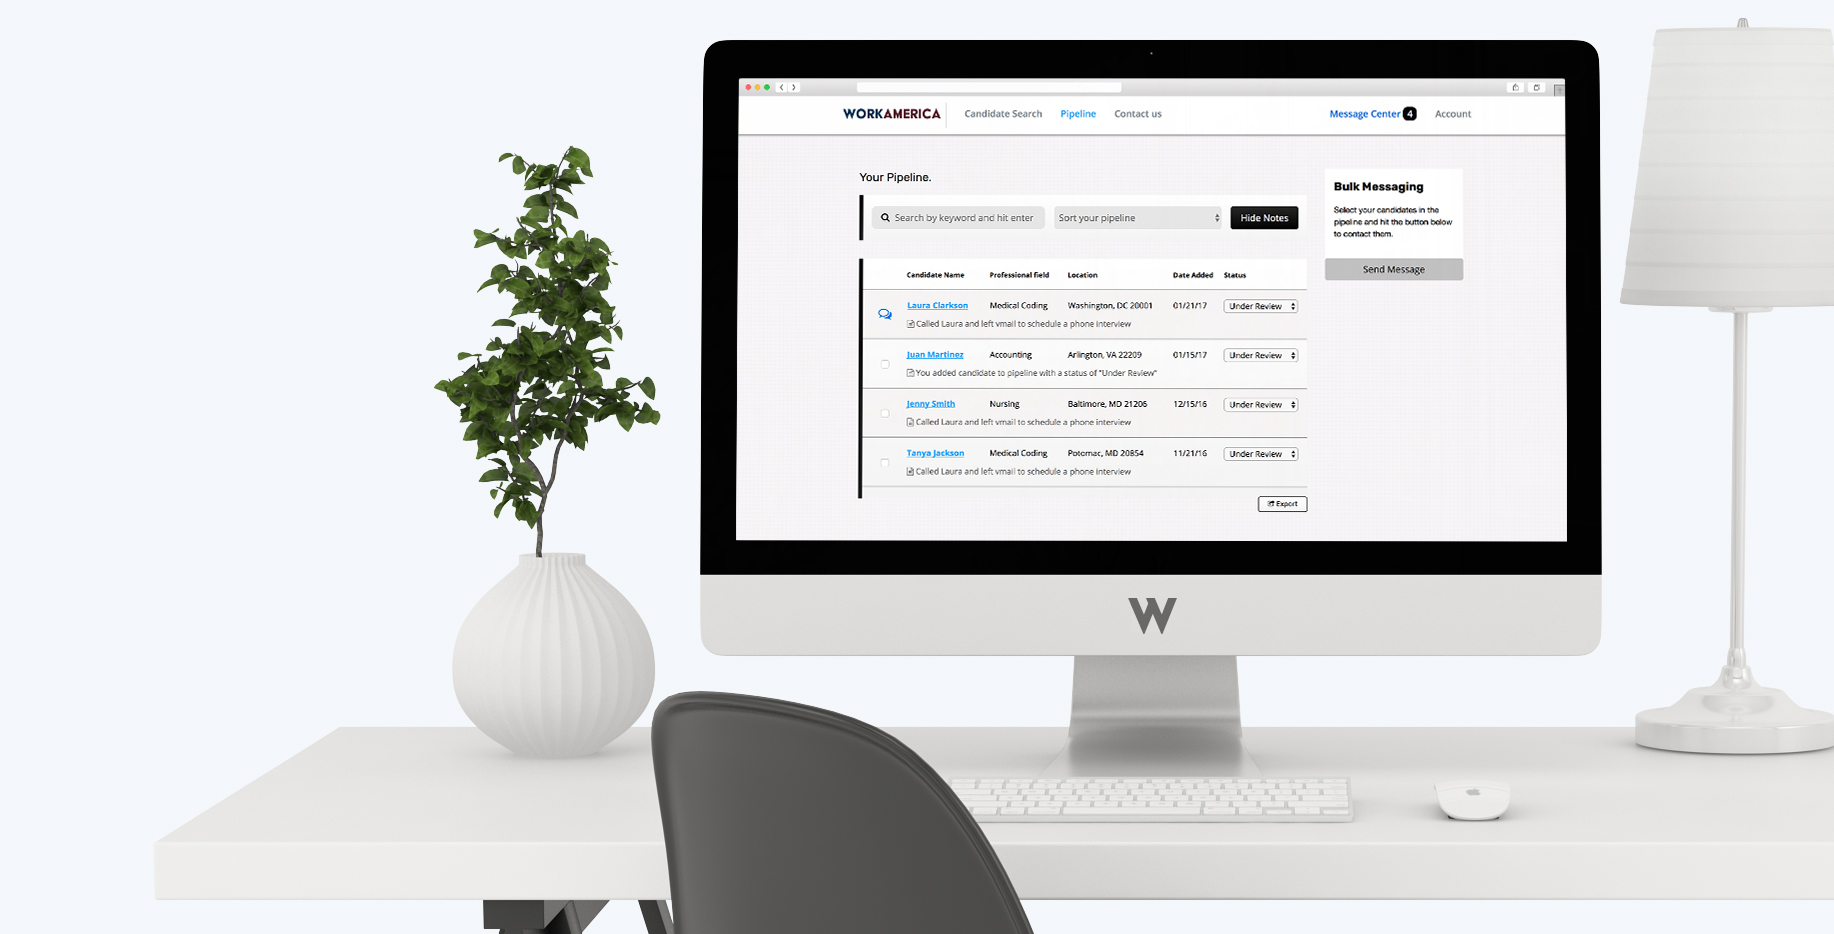 WORKAMERICA
Candidate Search
Pipeline
Contact us
Message Center 4
Account
Your Pipeline.
Search by keyword and hit enter
Sort your pipeline
Hide Notes
Bulk Messaging
Select your candidates in the
pipeline and hit the button below
to contact them.
Send Message
Candidate Name Professional field Location Date Added Status
Laura Clarkson Medical Coding Washington, DC 20001 01/21/17 Under Review
Called Laura and left vmail to schedule a phone interview
Juan Martinez Accounting Arlington, VA 22209 01/15/17 Under Review
You added candidate to pipeline with a status of "Under Review"
Jenny Smith Nursing Baltimore, MD 21206 12/15/16 Under Review
Called Laura and left vmail to schedule a phone interview
Tanya Jackson Medical Coding Potomac, MD 20854 11/21/16 Under Review
Called Laura and left vmail to schedule a phone interview
Export
W